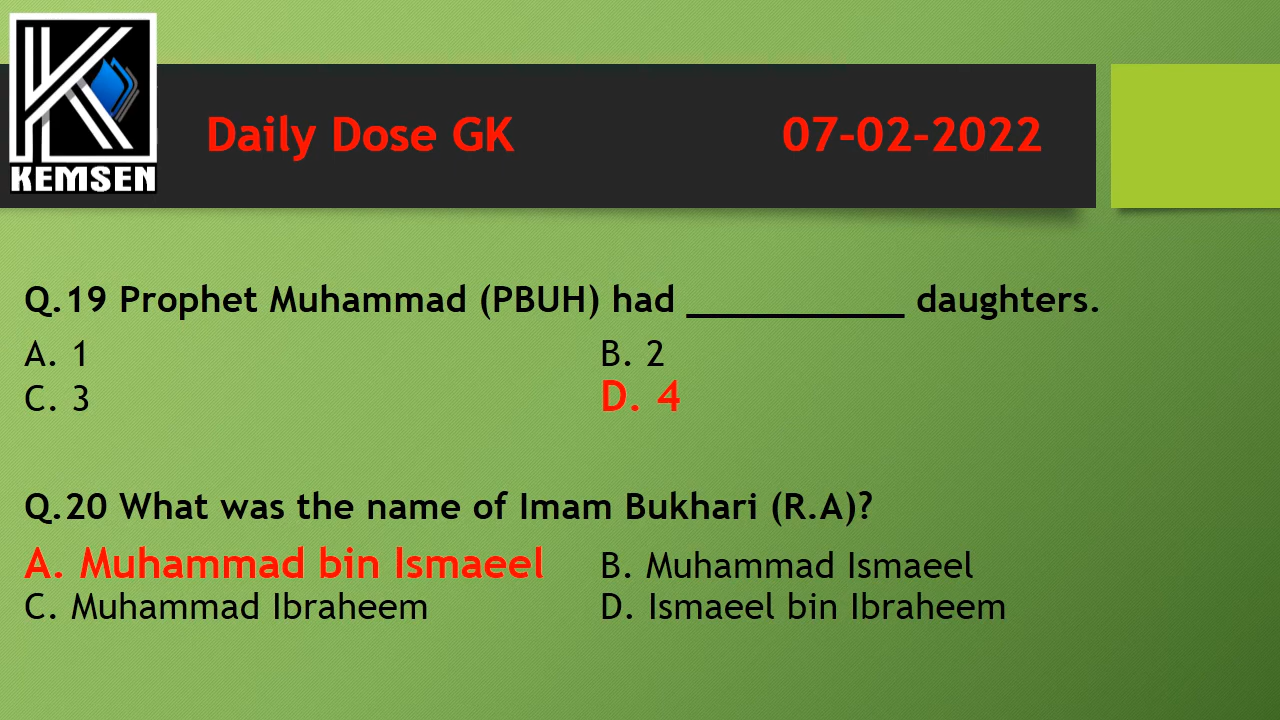 KEMSEN
Daily Dose GK 07-02-2022
Q.19 Prophet Muhammad (PBUH) had __________ daughters.
A. 1 B. 2
C. 3 D. 4
Q.20 What was the name of Imam Bukhari (R.A)?
A. Muhammad bin Ismaeel B. Muhammad Ismaeel
C. Muhammad Ibraheem D. Ismaeel bin Ibraheem